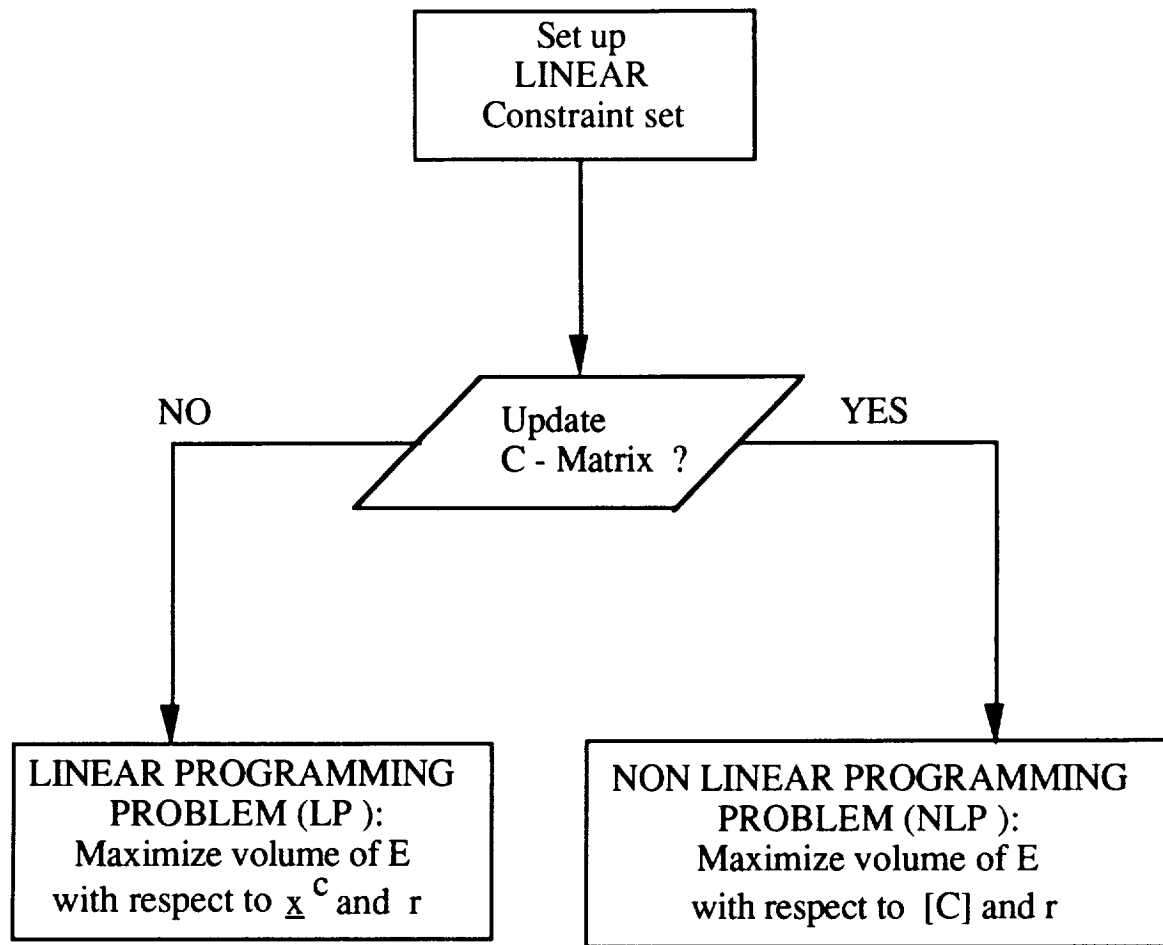 Set up
LINEAR
Constraint set
NO
YES
Update
C - Matrix ?
LINEAR PROGRAMMING
PROBLEM (LP ):
Maximize volume of E
with respect to x c and r
NON LINEAR PROGRAMMING
PROBLEM (NLP ):
Maximize volume of E
with respect to [C] and r